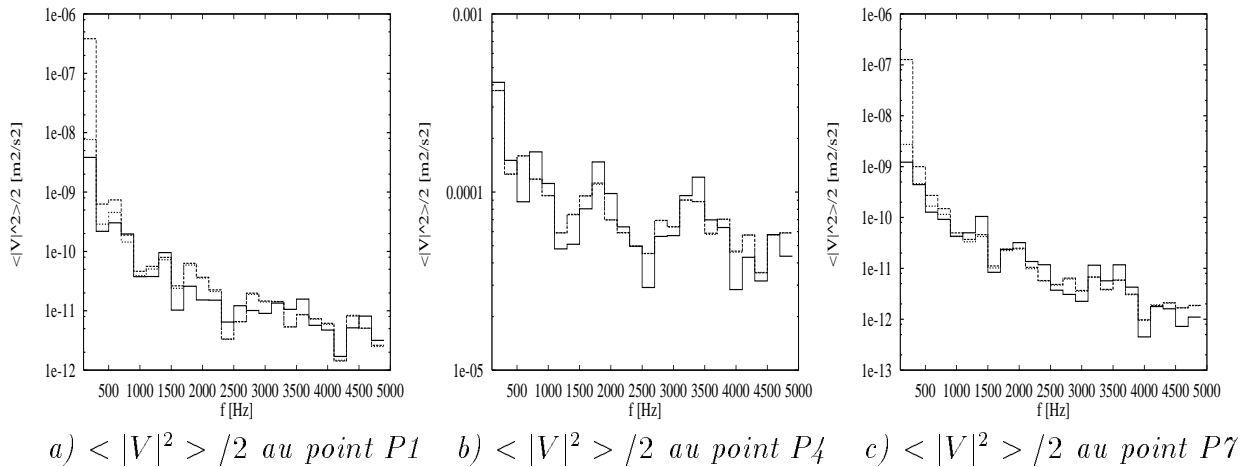 1e-06
1e-07
1e-08
1e-09
1e-10
1e-11
1e-12
<|V|^2>/2 [m2/s2]
500 1000 1500 2000 2500 3000 3500 4000 4500 5000
f [Hz]
a) < |V|² > /2 au point P1
0.001
0.0001
1e-05
<|V|^2>/2 [m2/s2]
500 1000 1500 2000 2500 3000 3500 4000 4500 5000
f [Hz]
b) < |V|² > /2 au point P4
1e-06
1e-07
1e-08
1e-09
1e-10
1e-11
1e-12
1e-13
<|V|^2>/2 [m2/s2]
500 1000 1500 2000 2500 3000 3500 4000 4500 5000
f [Hz]
c) < |V|² > /2 au point P7